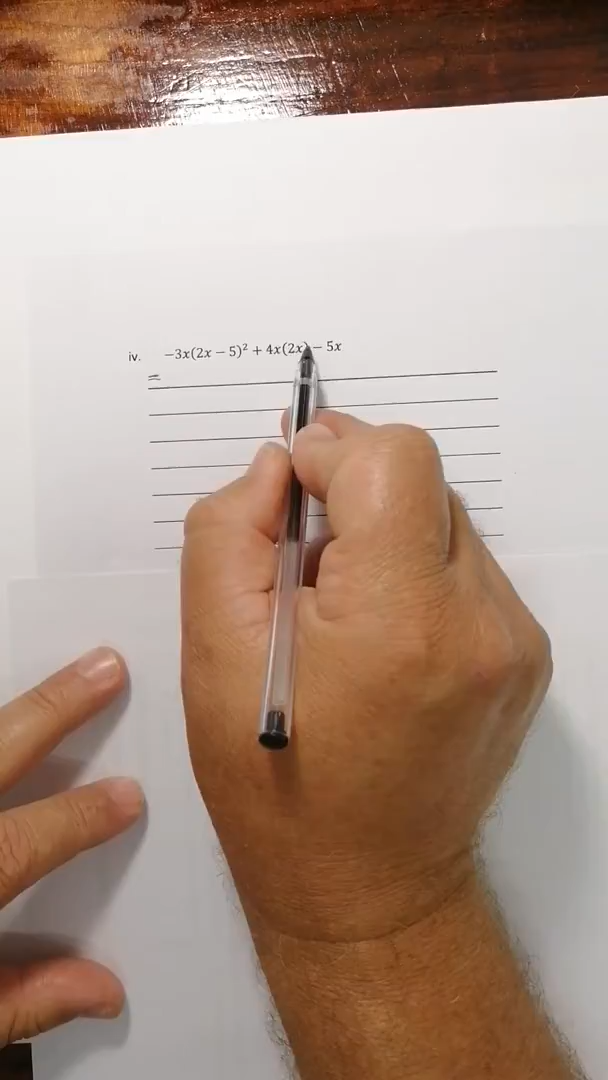 iv. −3x(2x − 5)² + 4x(2x) − 5x
=